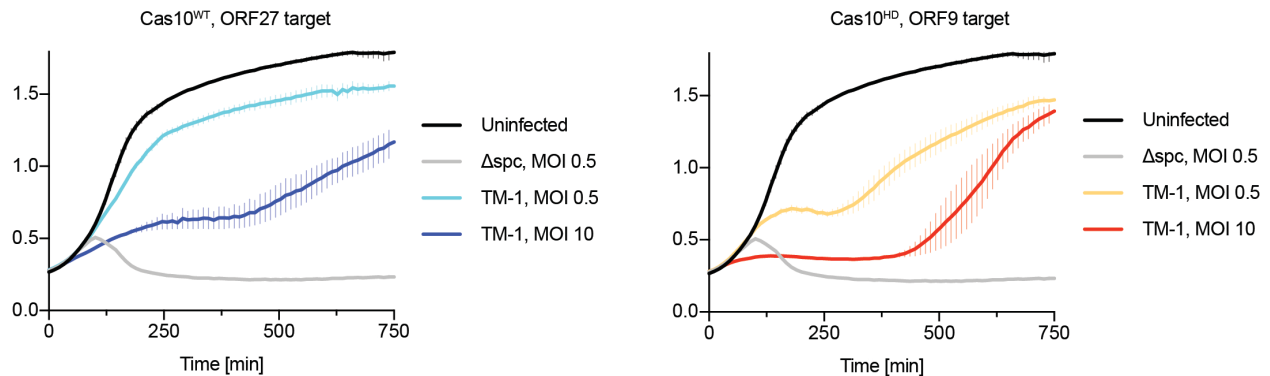 Cas10WT, ORF27 target
1.5
1.0
0.5
0.0
0
250
500
750
Time [min]
Uninfected
Δspc, MOI 0.5
TM-1, MOI 0.5
TM-1, MOI 10
Cas10HD, ORF9 target
1.5
1.0
0.5
0.0
0
250
500
750
Time [min]
Uninfected
Δspc, MOI 0.5
TM-1, MOI 0.5
TM-1, MOI 10